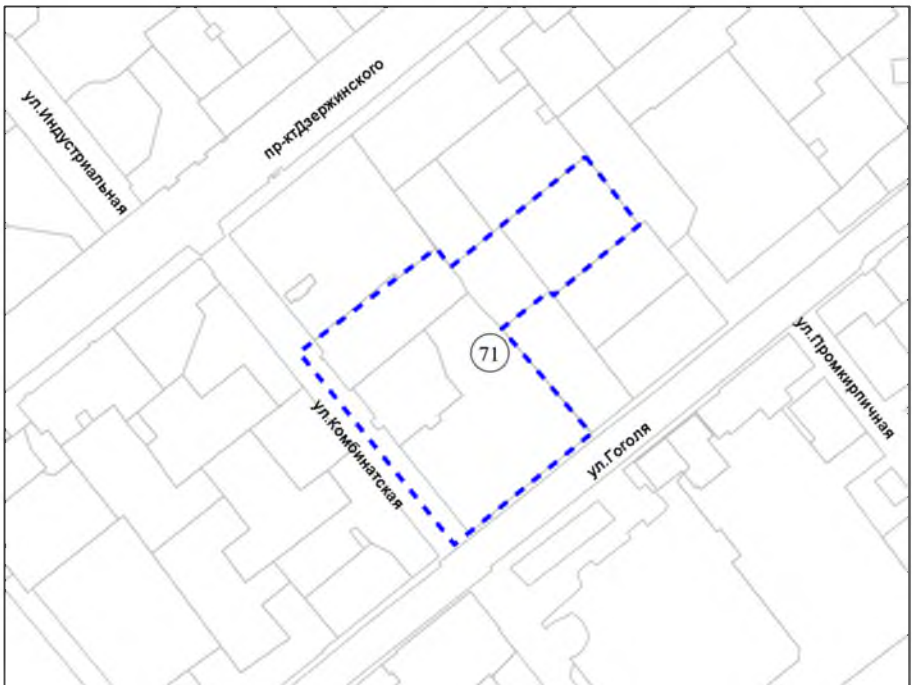 пр-ктДзержинского
ул.Индустриальная
71
ул.Промкирпичная
ул.Комбинатская
ул.Гоголя